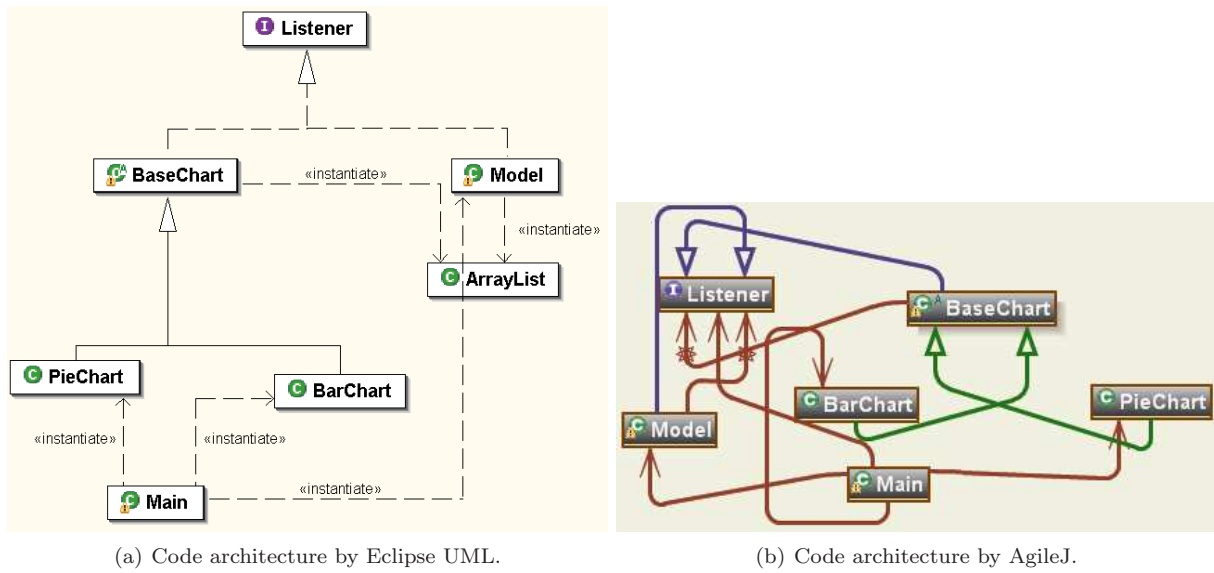 I Listener
C A BaseChart
«instantiate»
C Model
«instantiate»
C ArrayList
C PieChart
C BarChart
«instantiate»
«instantiate»
«instantiate»
C Main
(a) Code architecture by Eclipse UML.
I Listener
C A BaseChart
C BarChart
C PieChart
C Model
C Main
(b) Code architecture by AgileJ.